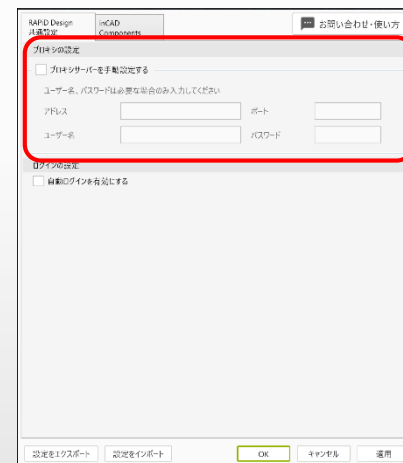 RAPiD Design
共通設定
inCAD
Components
お問い合わせ・使い方
プロキシの設定
プロキシサーバーを手動設定する
ユーザー名、パスワードは必要な場合のみ入力してください
アドレス
ポート
ユーザー名
パスワード
ログインの設定
自動ログインを有効にする
設定をエクスポート
設定をインポート
OK
キャンセル
適用